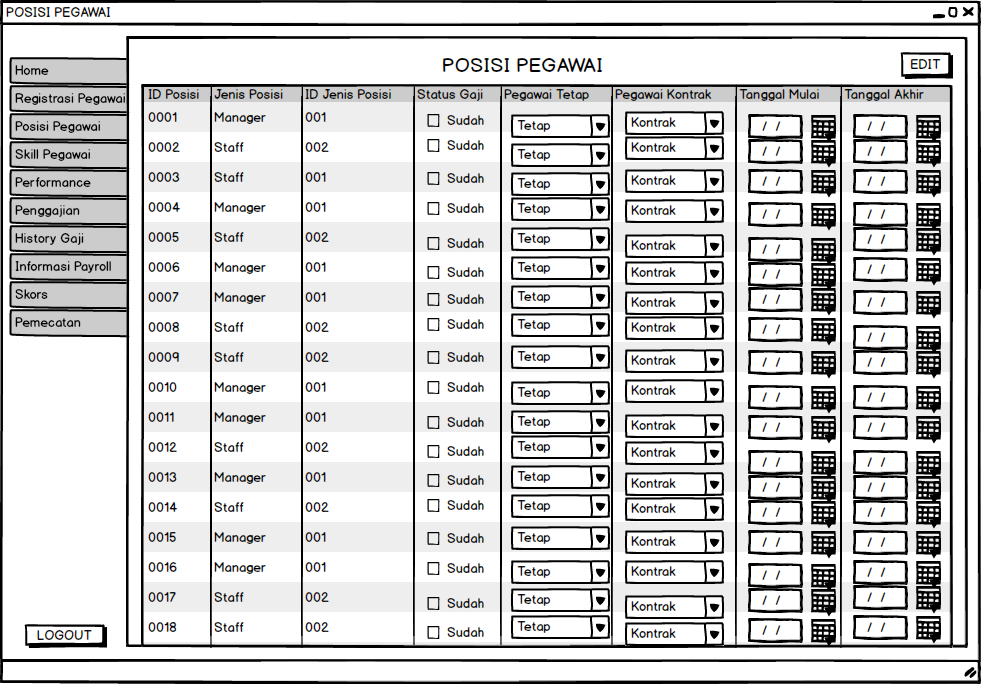 POSISI PEGAWAI
POSISI PEGAWAI
EDIT
Home
Registrasi Pegawai
Posisi Pegawai
Skill Pegawai
Performance
Penggajian
History Gaji
Informasi Payroll
Skors
Pemecatan
LOGOUT
ID Posisi Jenis Posisi ID Jenis Posisi Status Gaji Pegawai Tetap Pegawai Kontrak Tanggal Mulai Tanggal Akhir
0001 Manager 001 Sudah Tetap Kontrak / / / /
0002 Staff 002 Sudah Tetap Kontrak / / / /
0003 Staff 001 Sudah Tetap Kontrak / / / /
0004 Manager 001 Sudah Tetap Kontrak / / / /
0005 Staff 002 Sudah Tetap Kontrak / / / /
0006 Manager 001 Sudah Tetap Kontrak / / / /
0007 Manager 001 Sudah Tetap Kontrak / / / /
0008 Staff 002 Sudah Tetap Kontrak / / / /
0009 Staff 002 Sudah Tetap Kontrak / / / /
0010 Manager 001 Sudah Tetap Kontrak / / / /
0011 Manager 001 Sudah Tetap Kontrak / / / /
0012 Staff 002 Sudah Tetap Kontrak / / / /
0013 Manager 001 Sudah Tetap Kontrak / / / /
0014 Staff 002 Sudah Tetap Kontrak / / / /
0015 Manager 001 Sudah Tetap Kontrak / / / /
0016 Manager 001 Sudah Tetap Kontrak / / / /
0017 Staff 002 Sudah Tetap Kontrak / / / /
0018 Staff 002 Sudah Tetap Kontrak / / / /